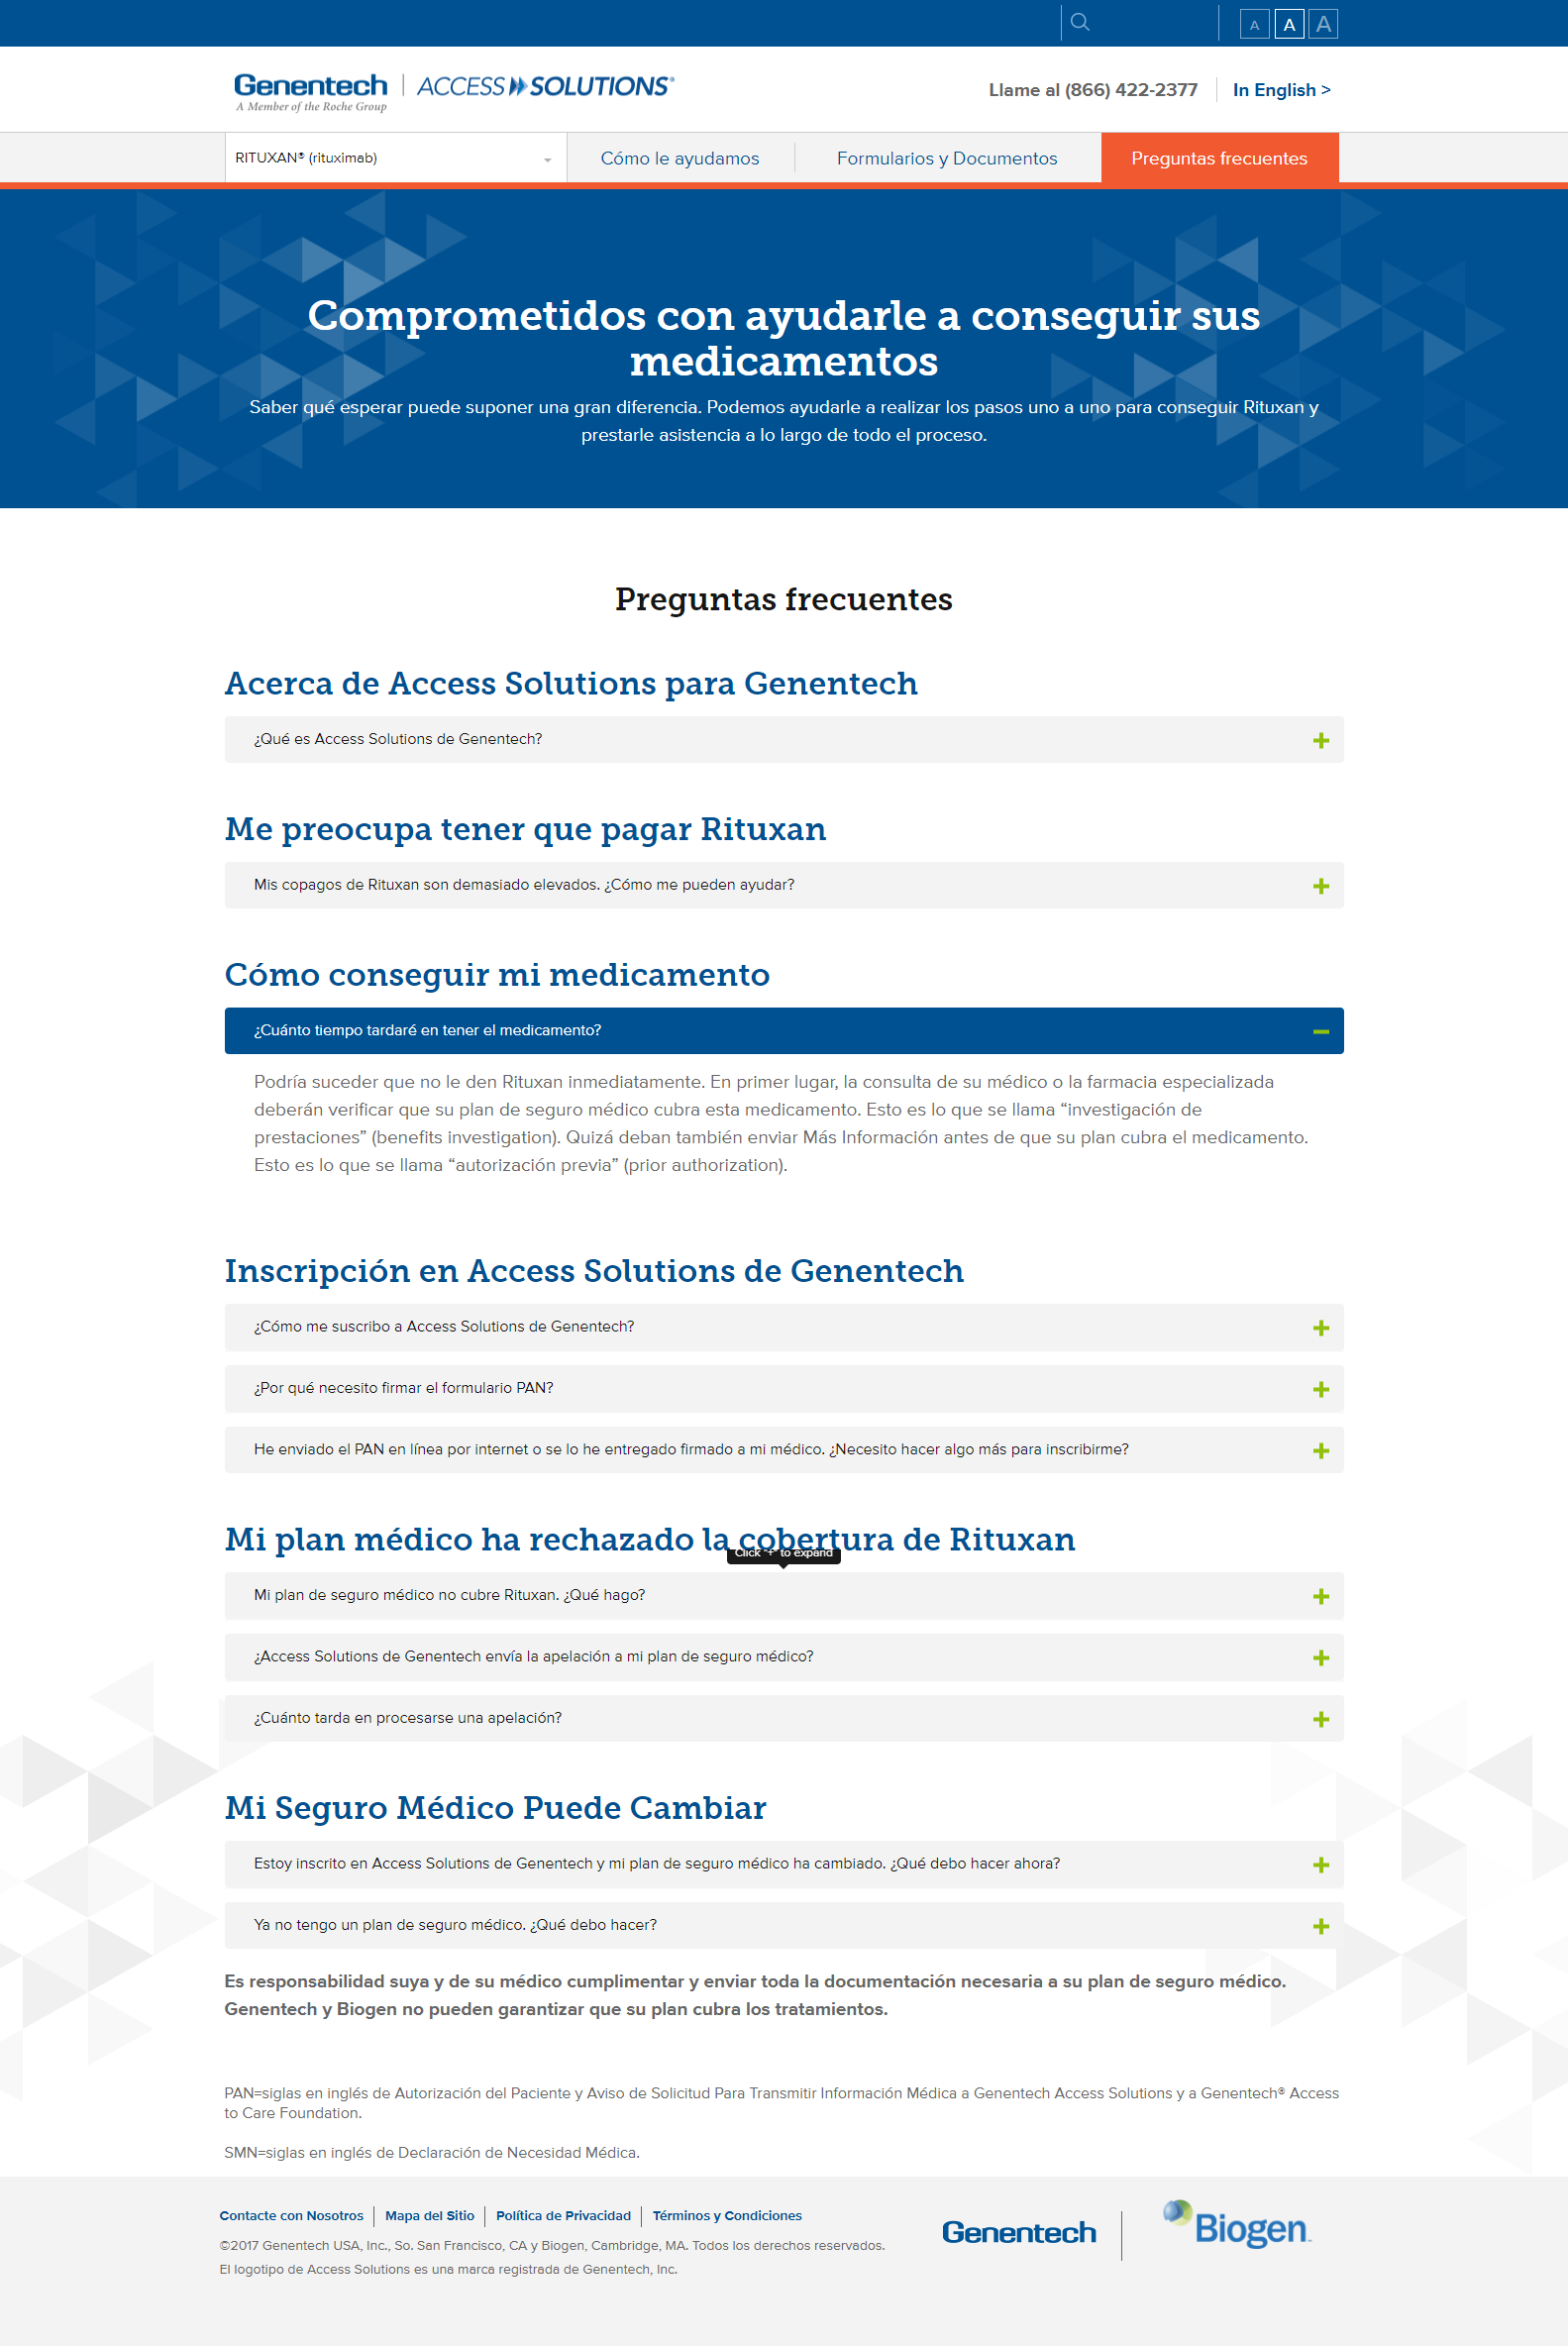 A A A
Genentech
A Member of the Roche Group
ACCESS SOLUTIONS®
Llame al (866) 422-2377
In English >
RITUXAN® (rituximab)
Cómo le ayudamos
Formularios y Documentos
Preguntas frecuentes
Comprometidos con ayudarle a conseguir sus
medicamentos
Saber qué esperar puede suponer una gran diferencia. Podemos ayudarle a realizar los pasos uno a uno para conseguir Rituxan y
prestarle asistencia a lo largo de todo el proceso.
Preguntas frecuentes
Acerca de Access Solutions para Genentech
¿Qué es Access Solutions de Genentech?
Me preocupa tener que pagar Rituxan
Mis copagos de Rituxan son demasiado elevados. ¿Cómo me pueden ayudar?
Cómo conseguir mi medicamento
¿Cuánto tiempo tardaré en tener el medicamento?
Podría suceder que no le den Rituxan inmediatamente. En primer lugar, la consulta de su médico o la farmacia especializada
deberán verificar que su plan de seguro médico cubra esta medicamento. Esto es lo que se llama “investigación de
prestaciones” (benefits investigation). Quizá deban también enviar Más Información antes de que su plan cubra el medicamento.
Esto es lo que se llama “autorización previa” (prior authorization).
Inscripción en Access Solutions de Genentech
¿Cómo me suscribo a Access Solutions de Genentech?
¿Por qué necesito firmar el formulario PAN?
He enviado el PAN en línea por internet o se lo he entregado firmado a mi médico. ¿Necesito hacer algo más para inscribirme?
Mi plan médico ha rechazado la cobertura de Rituxan
Click "+" to expand
Mi plan de seguro médico no cubre Rituxan. ¿Qué hago?
¿Access Solutions de Genentech envía la apelación a mi plan de seguro médico?
¿Cuánto tarda en procesarse una apelación?
Mi Seguro Médico Puede Cambiar
Estoy inscrito en Access Solutions de Genentech y mi plan de seguro médico ha cambiado. ¿Qué debo hacer ahora?
Ya no tengo un plan de seguro médico. ¿Qué debo hacer?
Es responsabilidad suya y de su médico cumplimentar y enviar toda la documentación necesaria a su plan de seguro médico.
Genentech y Biogen no pueden garantizar que su plan cubra los tratamientos.
PAN=siglas en inglés de Autorización del Paciente y Aviso de Solicitud Para Transmitir Información Médica a Genentech Access Solutions y a Genentech® Access
to Care Foundation.
SMN=siglas en inglés de Declaración de Necesidad Médica.
Contacte con Nosotros
Mapa del Sitio
Política de Privacidad
Términos y Condiciones
©2017 Genentech USA, Inc., So. San Francisco, CA y Biogen, Cambridge, MA. Todos los derechos reservados.
El logotipo de Access Solutions es una marca registrada de Genentech, Inc.
Genentech
Biogen